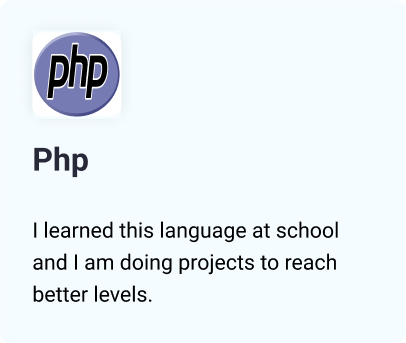 php
Php
I learned this language at school
and I am doing projects to reach
better levels.